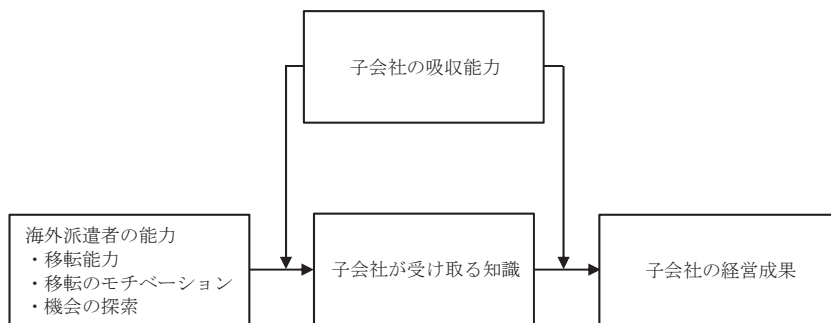 子会社の吸収能力
海外派遣者の能力
・移転能力
・移転のモチベーション
・機会の探索
子会社が受け取る知識
子会社の経営成果